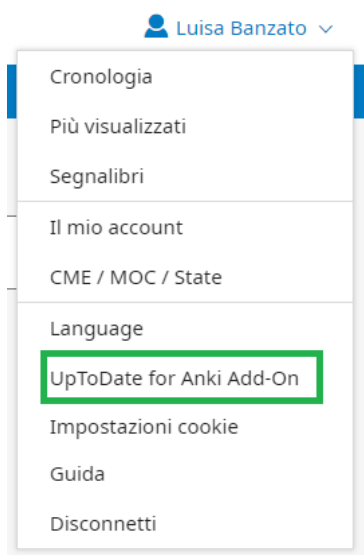 Luisa Banzato
Cronologia
Più visualizzati
Segnalibri
Il mio account
CME / MOC / State
Language
UpToDate for Anki Add-On
Impostazioni cookie
Guida
Disconnetti